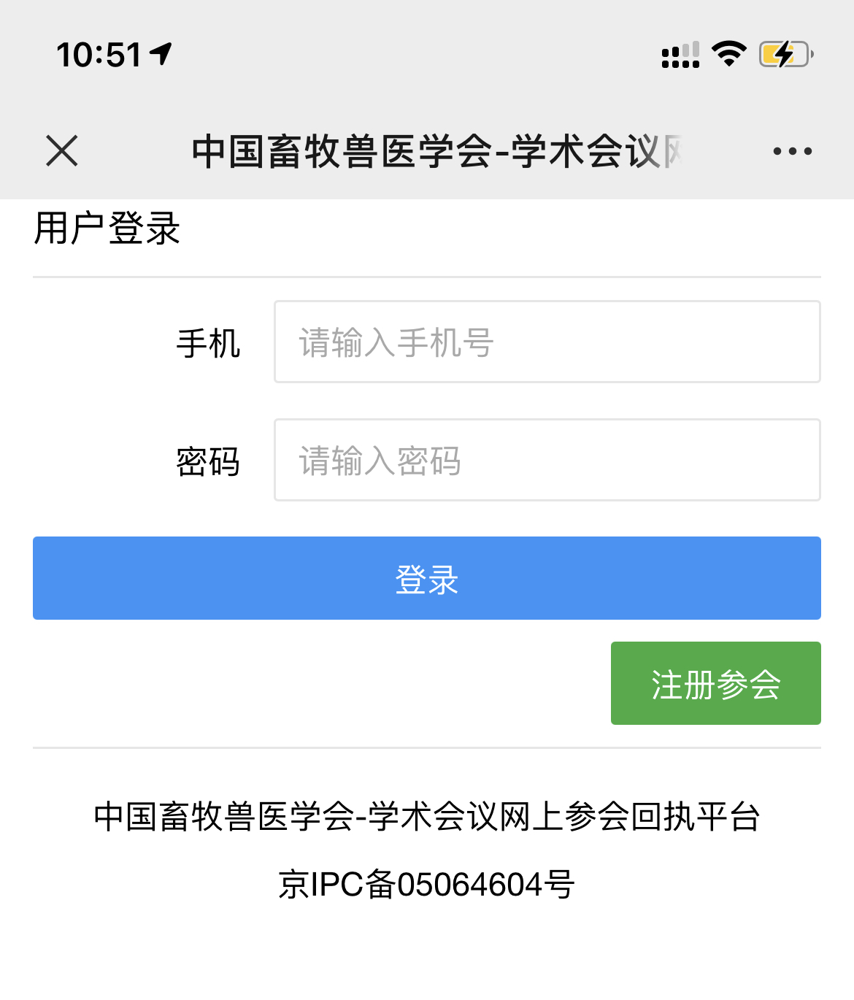 10:51
中国畜牧兽医学会-学术会议网
用户登录
手机 请输入手机号
密码 请输入密码
登录
注册参会
中国畜牧兽医学会-学术会议网上参会回执平台
京IPC备05064604号